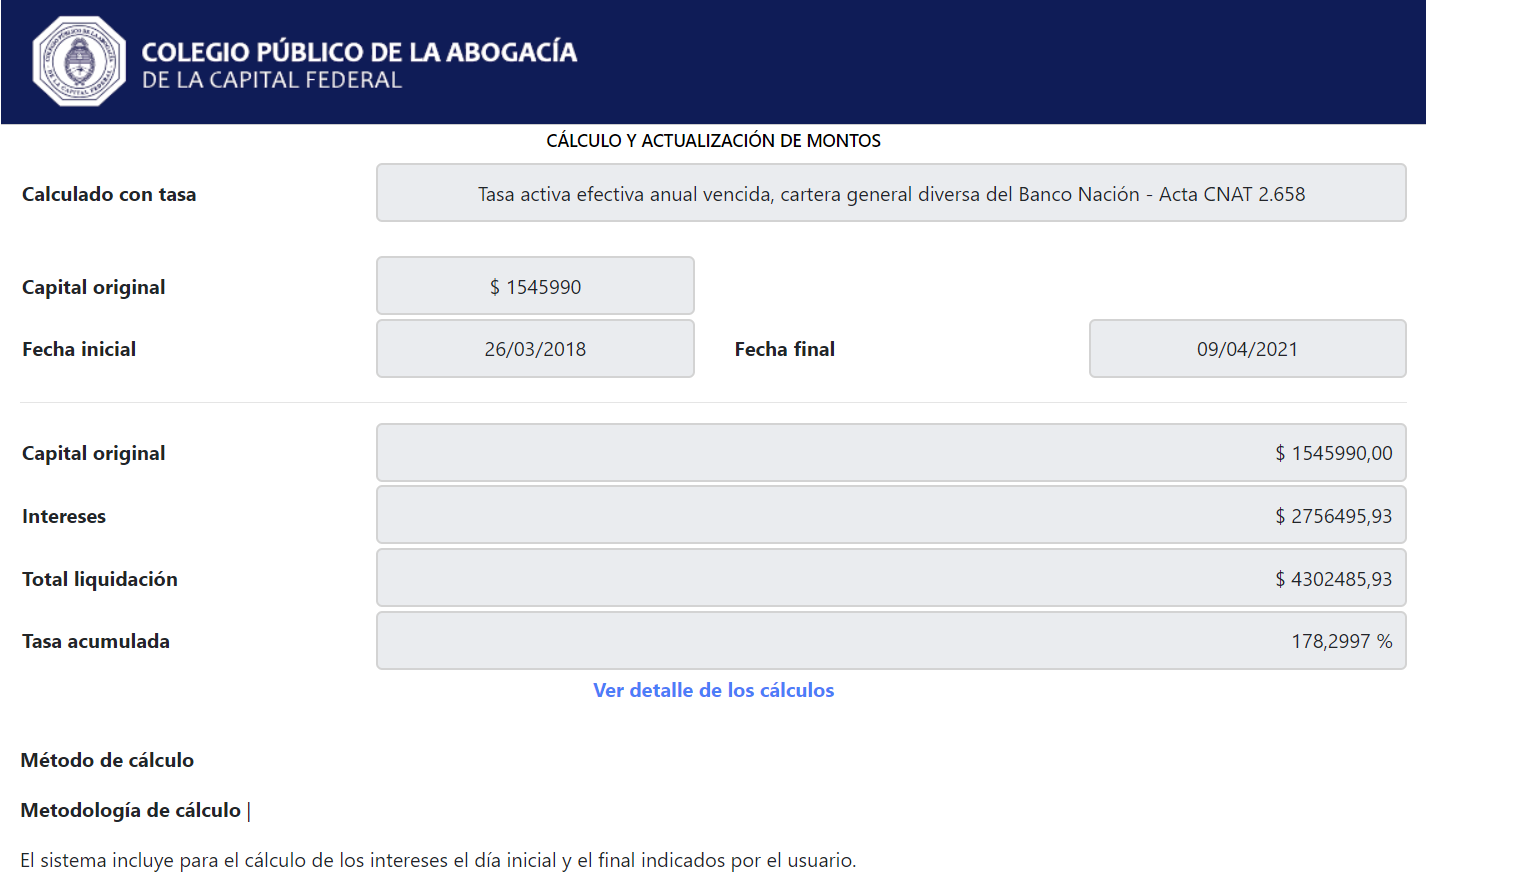 COLEGIO PÚBLICO DE LA ABOGACÍA
DE LA CAPITAL FEDERAL
CÁLCULO Y ACTUALIZACIÓN DE MONTOS
Calculado con tasa Tasa activa efectiva anual vencida, cartera general diversa del Banco Nación - Acta CNAT 2.658
Capital original $ 1545990
Fecha inicial 26/03/2018 Fecha final 09/04/2021
Capital original $ 1545990,00
Intereses $ 2756495,93
Total liquidación $ 4302485,93
Tasa acumulada 178,2997 %
Ver detalle de los cálculos
Método de cálculo
Metodología de cálculo |
El sistema incluye para el cálculo de los intereses el día inicial y el final indicados por el usuario.